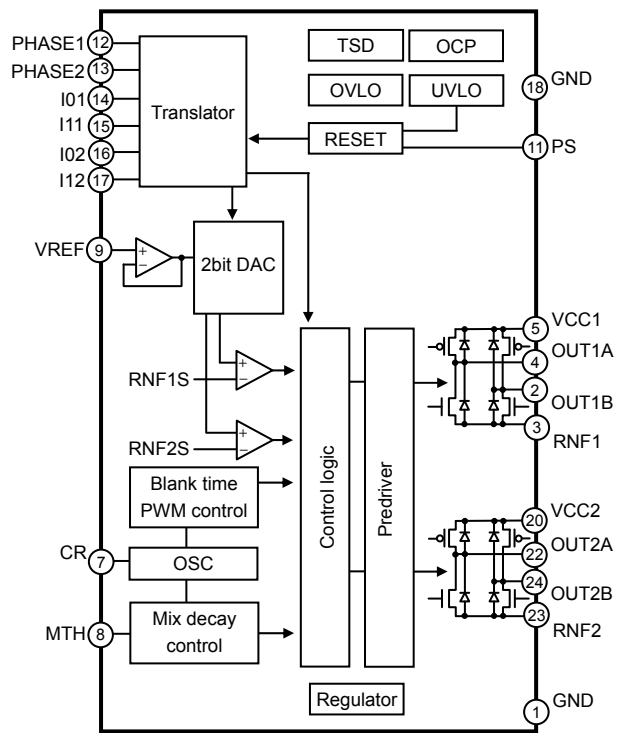 PHASE1 12
PHASE2 13
I01 14
I11 15
I02 16
I12 17
Translator
TSD
OCP
OVLO
UVLO
RESET
18 GND
11 PS
VREF 9
+
−
2bit DAC
RNF1S
+
−
RNF2S
+
−
Blank time
PWM control
CR 7
OSC
MTH 8
Mix decay
control
Control logic
Predriver
Regulator
5 VCC1
4 OUT1A
2 OUT1B
3 RNF1
20 VCC2
22 OUT2A
24 OUT2B
23 RNF2
1 GND